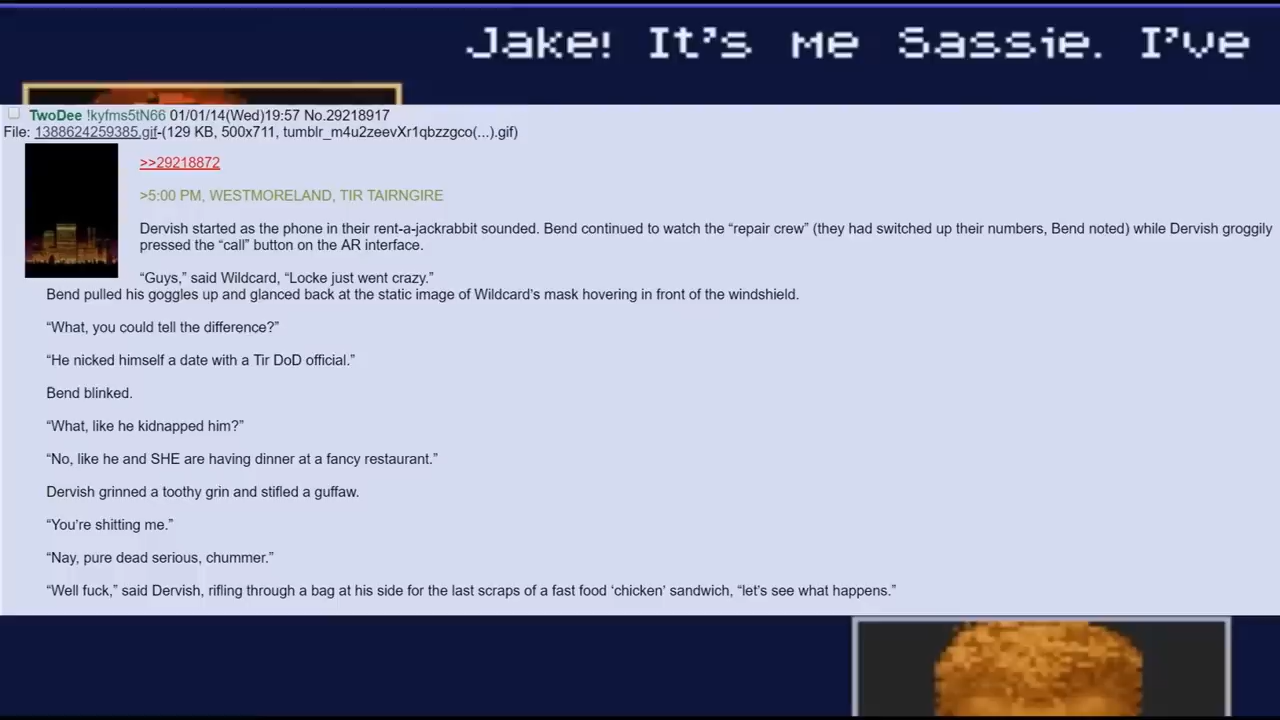 Jake! It's me Sassie. I've
TwoDee !kyfms5tN66 01/01/14(Wed)19:57 No.29218917
File: 1388624259385.gif-(129 KB, 500x711, tumblr_m4u2zeevXr1qbzzgco(...).gif)
>>29218872
>5:00 PM, WESTMORELAND, TIR TAIRNGIRE
Dervish started as the phone in their rent-a-jackrabbit sounded. Bend continued to watch the “repair crew” (they had switched up their numbers, Bend noted) while Dervish groggily
pressed the “call” button on the AR interface.
“Guys,” said Wildcard, “Locke just went crazy.”
Bend pulled his goggles up and glanced back at the static image of Wildcard's mask hovering in front of the windshield.
“What, you could tell the difference?”
“He nicked himself a date with a Tir DoD official.”
Bend blinked.
“What, like he kidnapped him?”
“No, like he and SHE are having dinner at a fancy restaurant.”
Dervish grinned a toothy grin and stifled a guffaw.
“You're shitting me.”
“Nay, pure dead serious, chummer.”
“Well fuck,” said Dervish, rifling through a bag at his side for the last scraps of a fast food ‘chicken’ sandwich, “let's see what happens.”